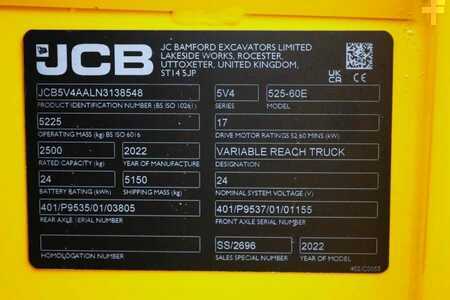 JCB
JC BAMFORD EXCAVATORS LIMITED
LAKESIDE WORKS, ROCESTER,
UTTOXETER, UNITED KINGDOM,
ST14 5JP
UK CA CE
JCB5V4AALN3138548 5V4 525-60E
PRODUCT IDENTIFICATION NUMBER (BS ISO 10261) SERIES MODEL
5225 17
OPERATING MASS (kg) BS ISO 6016 DRIVE MOTOR RATING S2 60 MINS (kW)
2500 2022 VARIABLE REACH TRUCK
RATED CAPACITY (kg) YEAR OF MANUFACTURE DESIGNATION
24 5150 24
BATTERY RATING (kWh) SHIPPING MASS (kg) NOMINAL SYSTEM VOLTAGE (V)
401/P9535/01/03805 401/P9537/01/01155
REAR AXLE SERIAL NUMBER FRONT AXLE SERIAL NUMBER
SS/2696 2022
HOMOLOGATION NUMBER SALES SPECIAL NUMBER YEAR OF MODEL